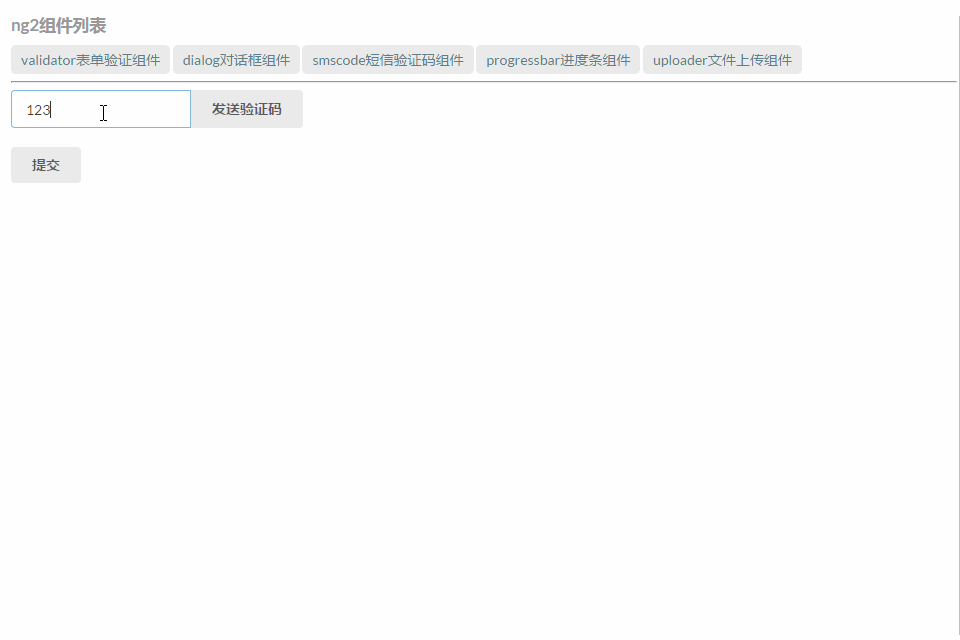 ng2组件列表
validator表单验证组件 dialog对话框组件 smscode短信验证码组件 progressbar进度条组件 uploader文件上传组件
123 发送验证码
提交